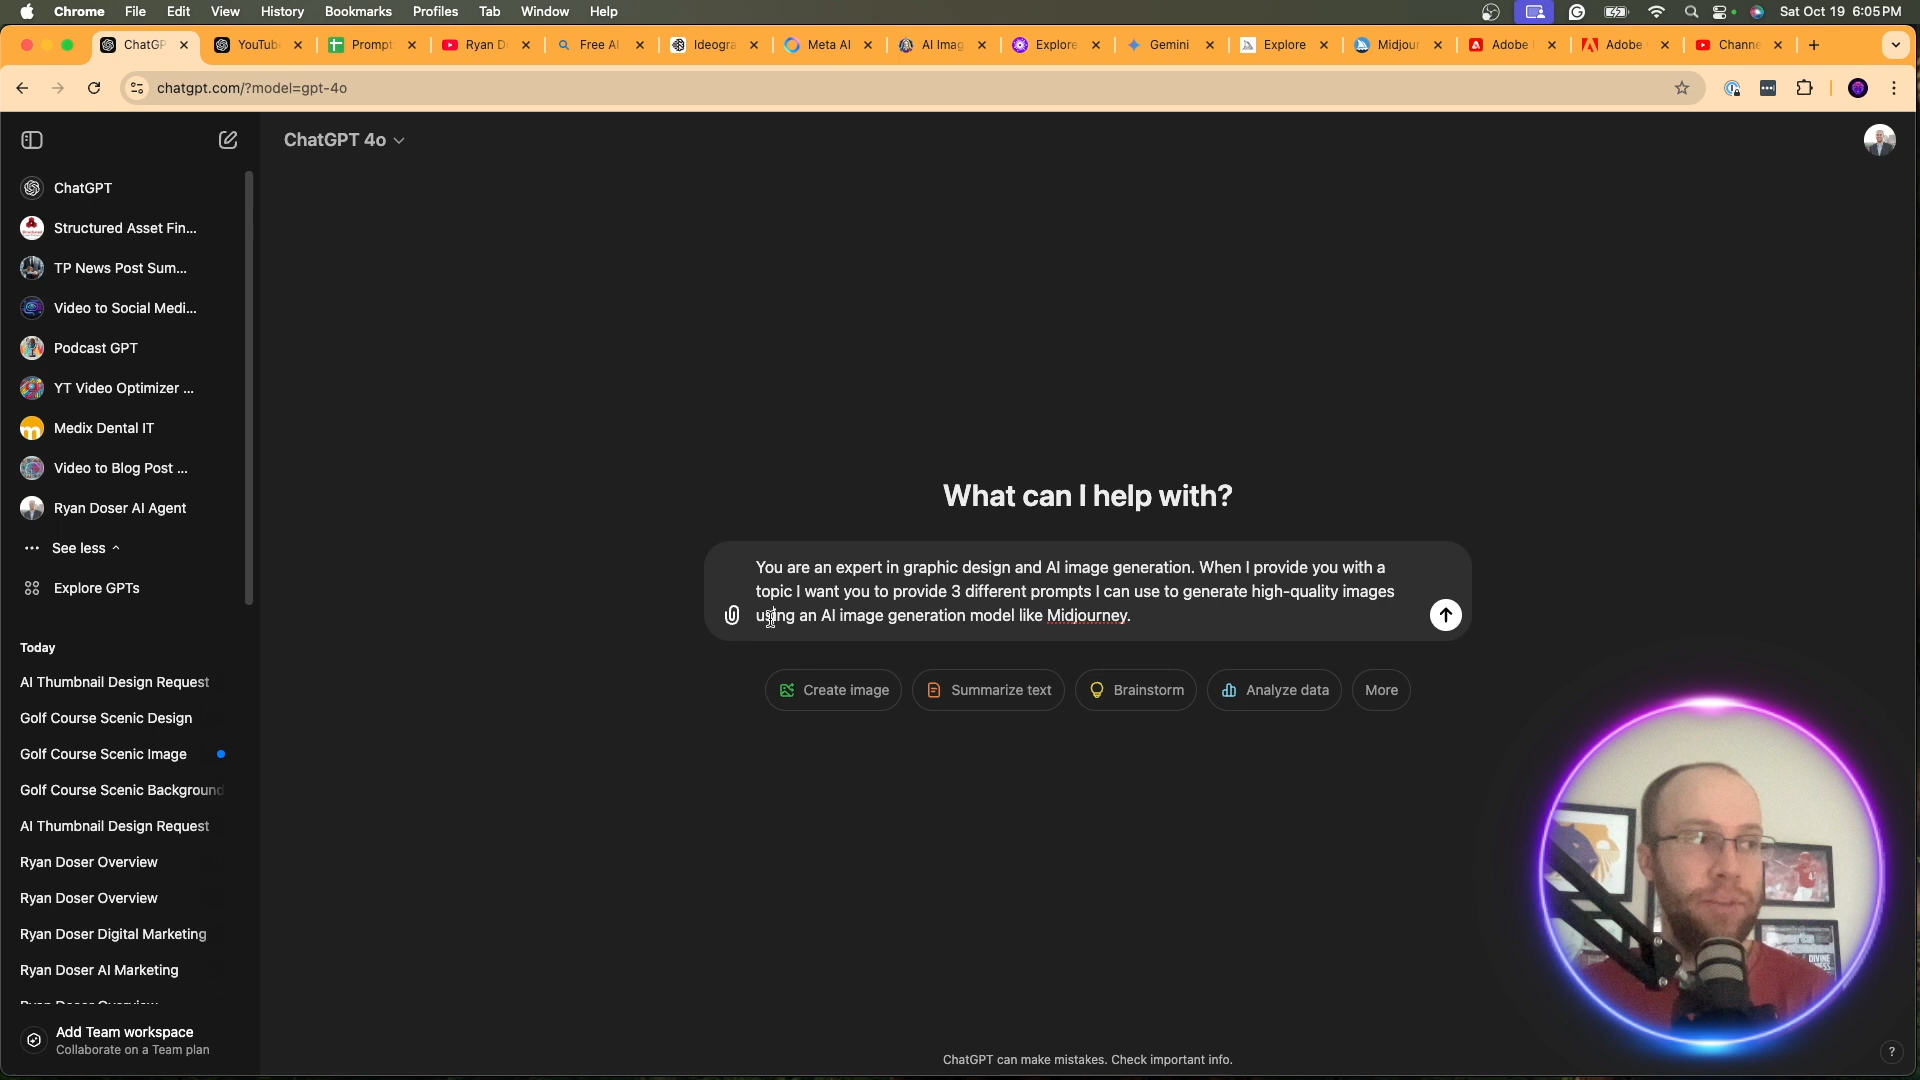 Chrome File Edit View History Bookmarks Profiles Tab Window Help Sat Oct 19 6:05PM
ChatGP YouTub Prompt Ryan D Free AI Ideogra Meta AI AI Imag Explore Gemini Explore Midjour Adobe Adobe Channe
chatgpt.com/?model=gpt-4o
ChatGPT 4o
ChatGPT
Structured Asset Fin...
TP News Post Sum...
Video to Social Medi...
Podcast GPT
YT Video Optimizer ...
Medix Dental IT
Video to Blog Post ...
Ryan Doser AI Agent
See less
Explore GPTs
Today
AI Thumbnail Design Request
Golf Course Scenic Design
Golf Course Scenic Image
Golf Course Scenic Background
AI Thumbnail Design Request
Ryan Doser Overview
Ryan Doser Overview
Ryan Doser Digital Marketing
Ryan Doser AI Marketing
Ryan Doser Overview
Add Team workspace
Collaborate on a Team plan
What can I help with?
You are an expert in graphic design and AI image generation. When I provide you with a
topic I want you to provide 3 different prompts I can use to generate high-quality images
using an AI image generation model like Midjourney.
Create image Summarize text Brainstorm Analyze data More
DIVINE
ChatGPT can make mistakes. Check important info.
?